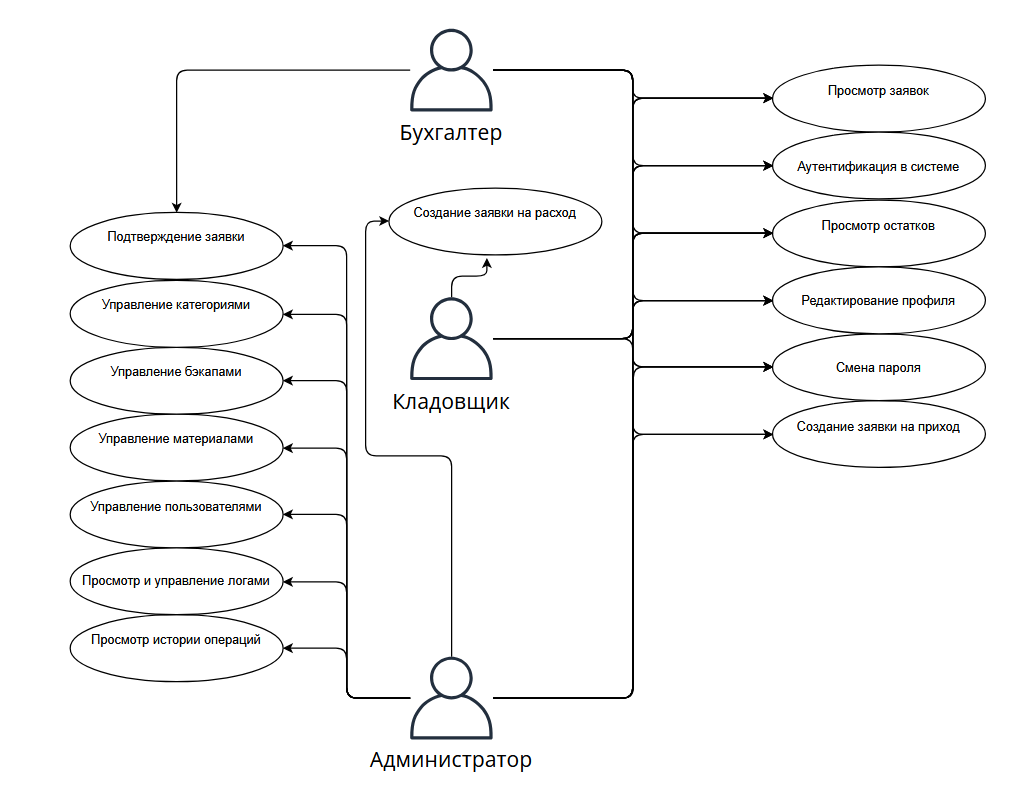 Бухгалтер
Просмотр заявок
Аутентификация в системе
Создание заявки на расход
Просмотр остатков
Подтверждение заявки
Управление категориями
Редактирование профиля
Управление бэкапами
Смена пароля
Кладовщик
Создание заявки на приход
Управление материалами
Управление пользователями
Просмотр и управление логами
Просмотр истории операций
Администратор